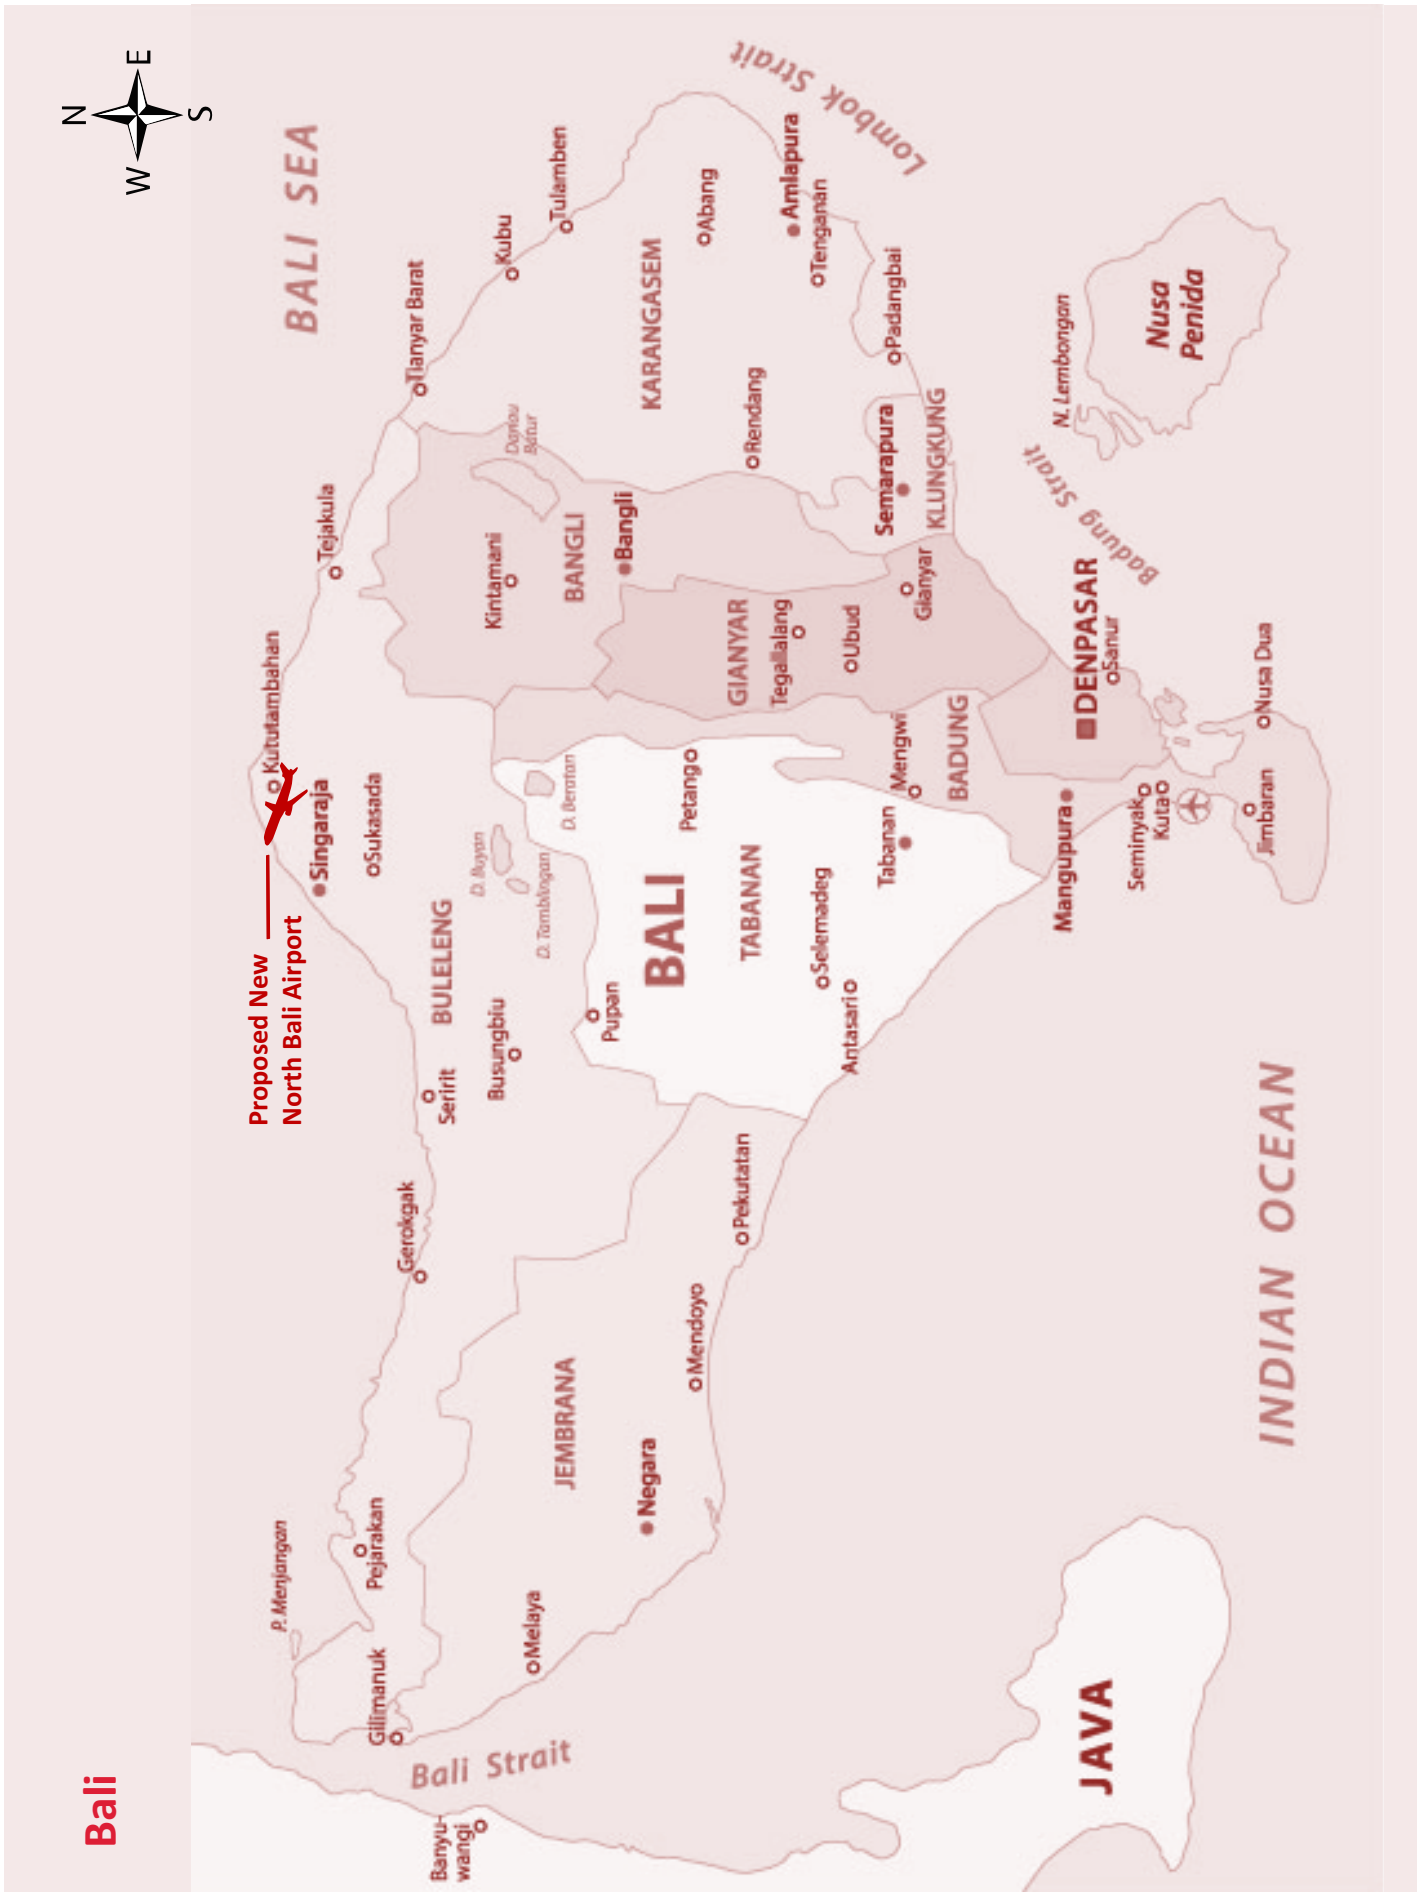 Bali
N
W
E
S
BALI SEA
Proposed New
North Bali Airport
Kututambahan
Singaraja
Sukasada
Tejakula
Tianyar Barat
Kubu
Tulamben
P. Menjangan
Pejarakan
Gilimanuk
Gerokgak
Seririt
BULELENG
Busungbiu
D. Buyan
D. Tamblingan
D. Beratan
Kintamani
Danau
Batur
BANGLI
Bangli
KARANGASEM
Abang
Amlapura
Tenganan
Lombok Strait
Rendang
Padangbai
Banyu-
wangi
Bali Strait
Melaya
JEMBRANA
Negara
Mendoyo
Pekutatan
Pupan
BALI
TABANAN
Petang
Selemadeg
Antasari
Tabanan
Mengwi
BADUNG
GIANYAR
Tegallalang
Ubud
Gianyar
Semarapura
KLUNGKUNG
N. Lembongan
Nusa
Penida
Badung Strait
DENPASAR
Sanur
Mangupura
Seminyak
Kuta
Jimbaran
Nusa Dua
INDIAN OCEAN
JAVA